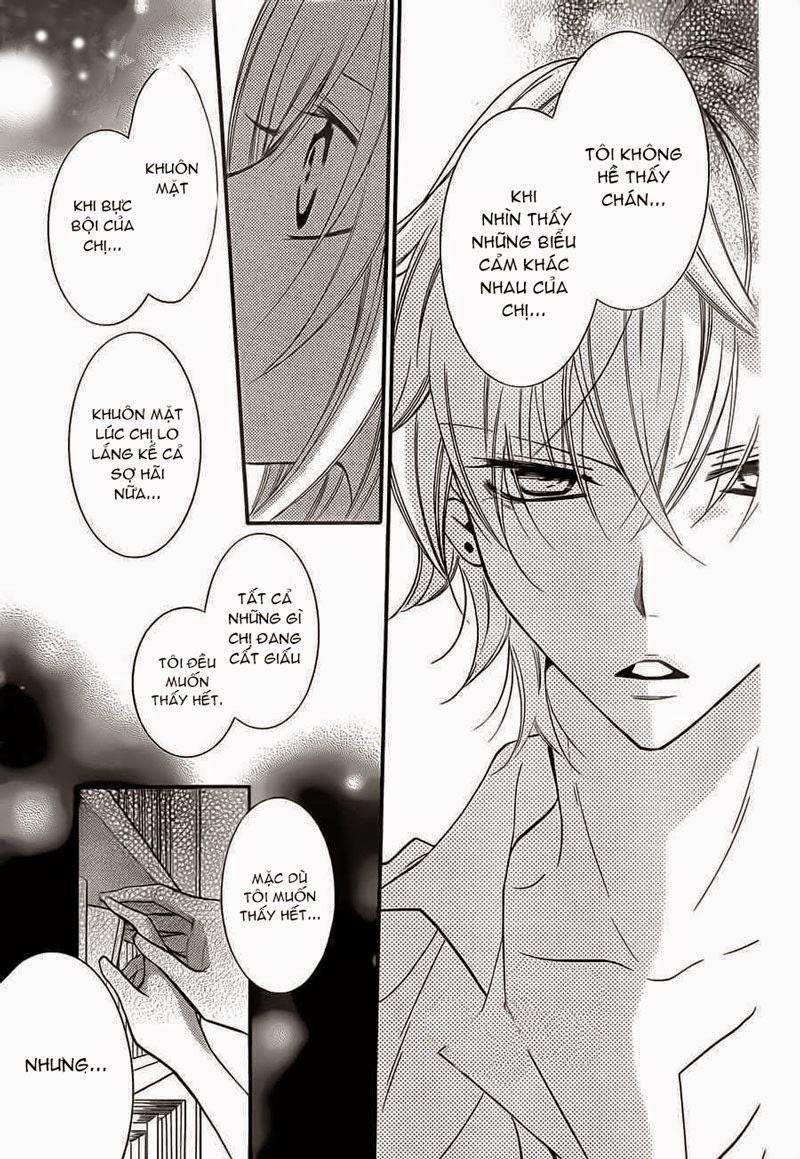 TÔI KHÔNG
HỀ THẤY
CHÁN...
KHI
NHÌN THẤY
NHỮNG BIỂU
CẢM KHÁC
NHAU CỦA
CHỊ...
KHUÔN
MẶT
KHI BỰC
BỘI CỦA
CHỊ...
KHUÔN MẶT
LÚC CHỊ LO
LẮNG KỂ CẢ
SỢ HÃI
NỮA...
TẤT CẢ
NHỮNG GÌ
CHỊ ĐANG
CẤT GIẤU
TÔI ĐỀU
MUỐN
THẤY HẾT.
MẶC DÙ
TÔI MUỐN
THẤY HẾT...
NHƯNG...